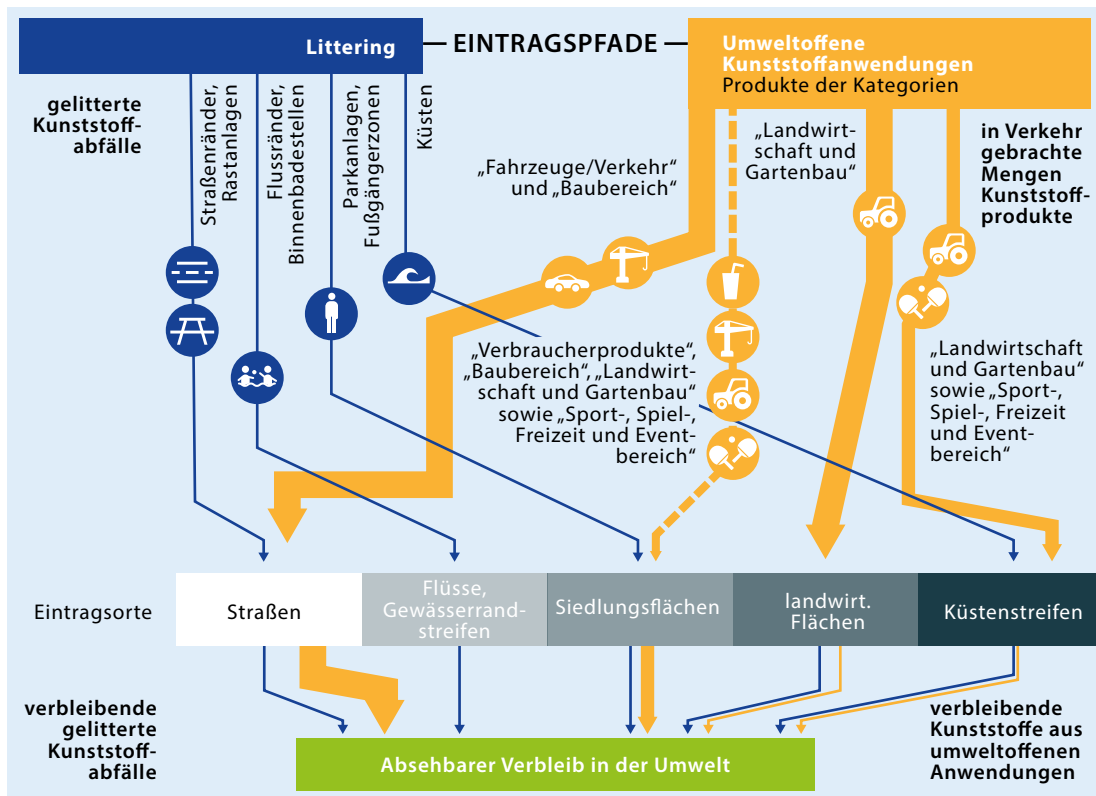 Littering
EINTRAGSPFADE
Umweltoffene
Kunststoffanwendungen
Produkte der Kategorien
gelitterte
Kunststoff-
abfälle
Straßenränder,
Rastanlagen
Flussränder,
Binnenbadestellen
Parkanlagen,
Fußgängerzonen
Küsten
„Fahrzeuge/Verkehr“
und „Baubereich“
„Landwirt-
schaft und
Gartenbau“
in Verkehr
gebrachte
Mengen
Kunststoff-
produkte
„Verbraucherprodukte“,
„Baubereich“, „Landwirt-
schaft und Gartenbau“
sowie „Sport-, Spiel-,
Freizeit und Event-
bereich“
„Landwirtschaft
und Gartenbau“
sowie „Sport-,
Spiel-, Freizeit
und Event-
bereich“
Eintragsorte
Straßen
Flüsse,
Gewässerrand-
streifen
Siedlungsflächen
landwirt.
Flächen
Küstenstreifen
verbleibende
gelitterte
Kunststoff-
abfälle
Absehbarer Verbleib in der Umwelt
verbleibende
Kunststoffe aus
umweltoffenen
Anwendungen